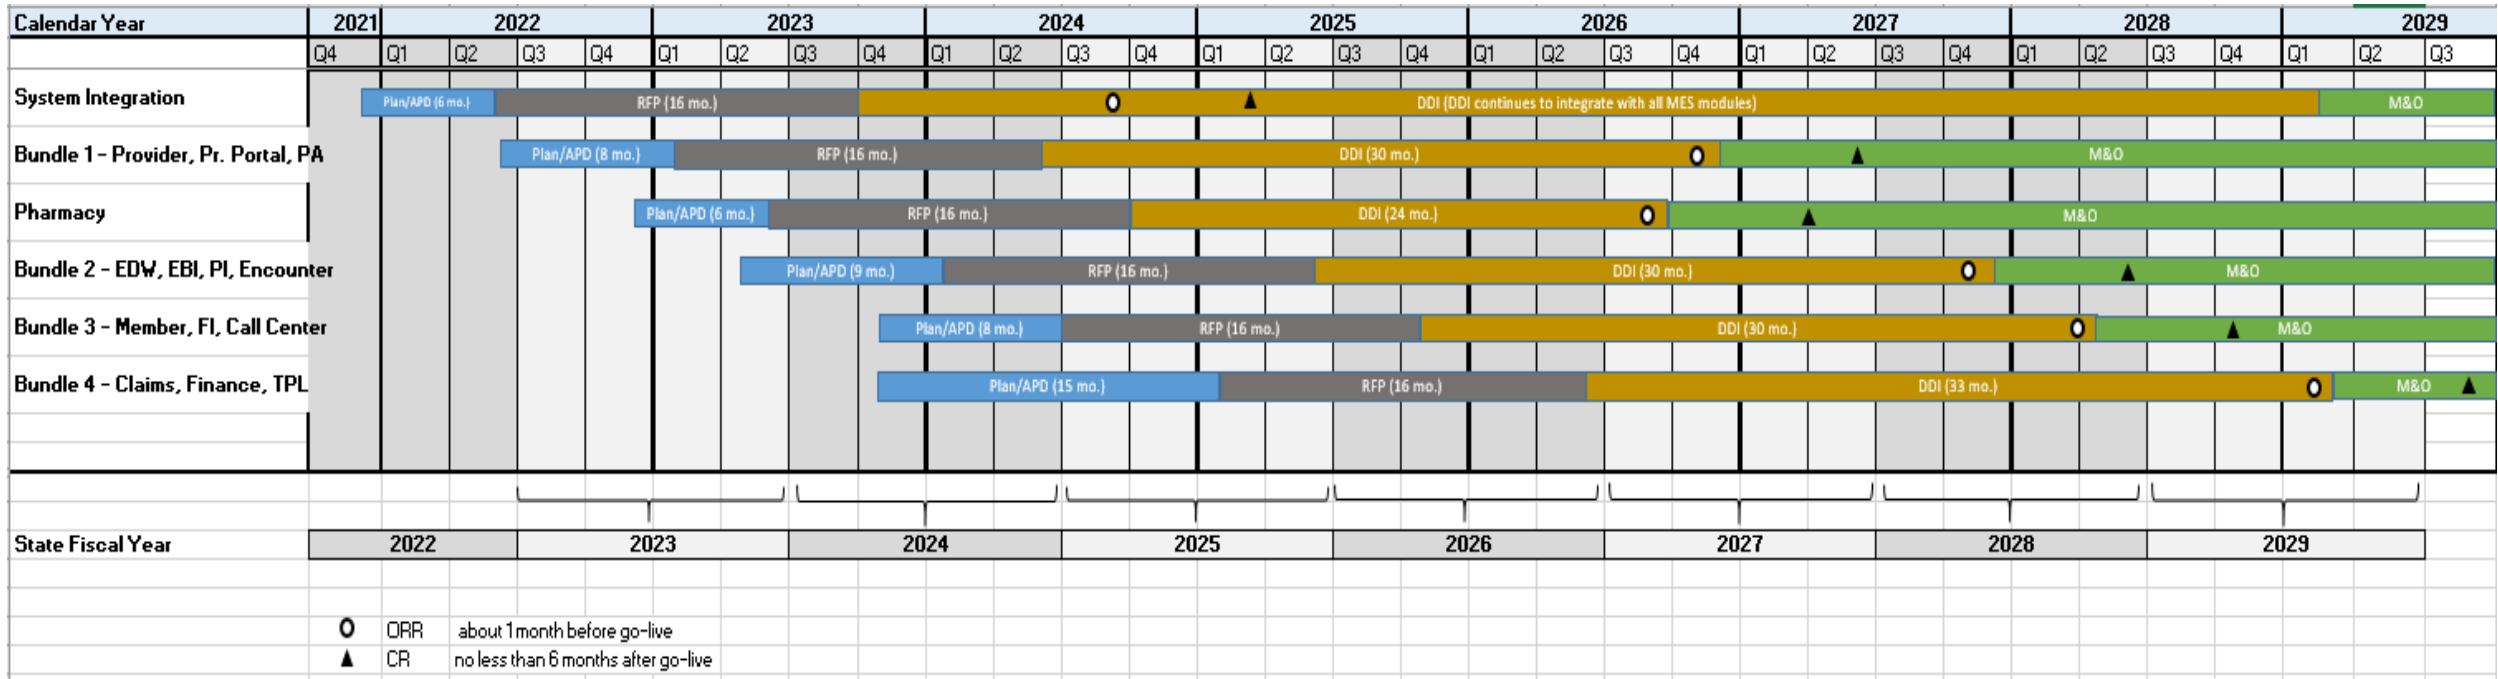 Calendar Year 2021 2022 2023 2024 2025 2026 2027 2028 2029
Q4 Q1 Q2 Q3 Q4 Q1 Q2 Q3 Q4 Q1 Q2 Q3 Q4 Q1 Q2 Q3 Q4 Q1 Q2 Q3 Q4 Q1 Q2 Q3 Q4 Q1 Q2 Q3 Q4 Q1 Q2 Q3
System Integration Plan/APD (6 mo.) RFP (16 mo.) DDI (DDI continues to integrate with all MES modules) M&O
Bundle 1 - Provider, Pr. Portal, PA Plan/APD (8 mo.) RFP (16 mo.) DDI (30 mo.) M&O
Pharmacy Plan/APD (6 mo.) RFP (16 mo.) DDI (24 mo.) M&O
Bundle 2 - EDW, EBI, PI, Encounter Plan/APD (9 mo.) RFP (16 mo.) DDI (30 mo.) M&O
Bundle 3 - Member, FI, Call Center Plan/APD (8 mo.) RFP (16 mo.) DDI (30 mo.) M&O
Bundle 4 - Claims, Finance, TPL Plan/APD (15 mo.) RFP (16 mo.) DDI (33 mo.) M&O
State Fiscal Year 2022 2023 2024 2025 2026 2027 2028 2029
ORR about 1 month before go-live
CR no less than 6 months after go-live